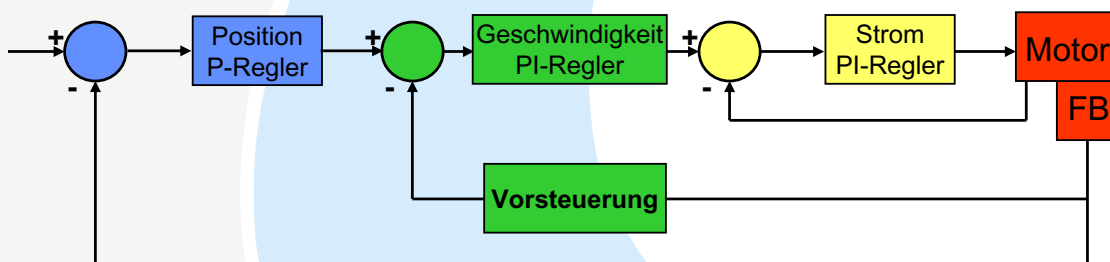 +
-
Position
P-Regler
+
-
Geschwindigkeit
PI-Regler
+
-
Strom
PI-Regler
Motor
FB
Vorsteuerung